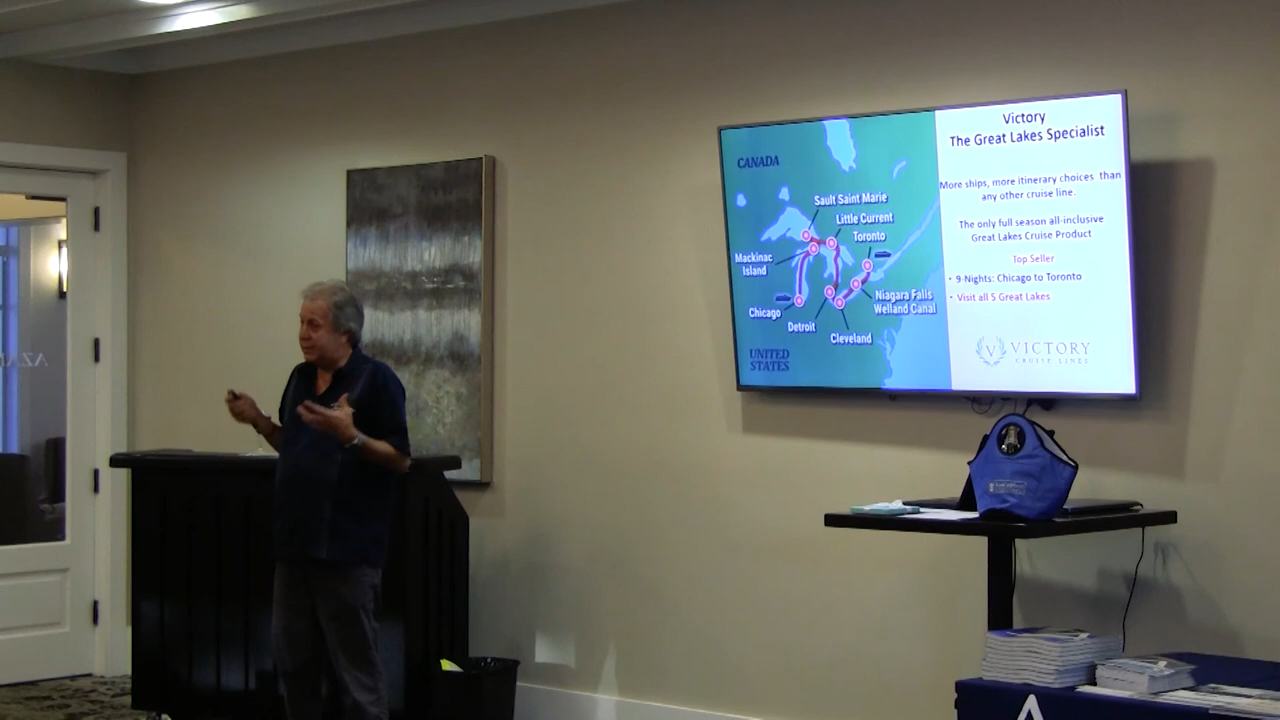 CANADA
Sault Saint Marie
Little Current
Toronto
Mackinac
Island
Niagara Falls
Welland Canal
Chicago
Detroit
Cleveland
UNITED
STATES
Victory
The Great Lakes Specialist
More ships, more itinerary choices than
any other cruise line.
The only full season all-inclusive
Great Lakes Cruise Product
Top Seller
• 9-Nights: Chicago to Toronto
• Visit all 5 Great Lakes
V
VICTORY
CRUISE LINES
A